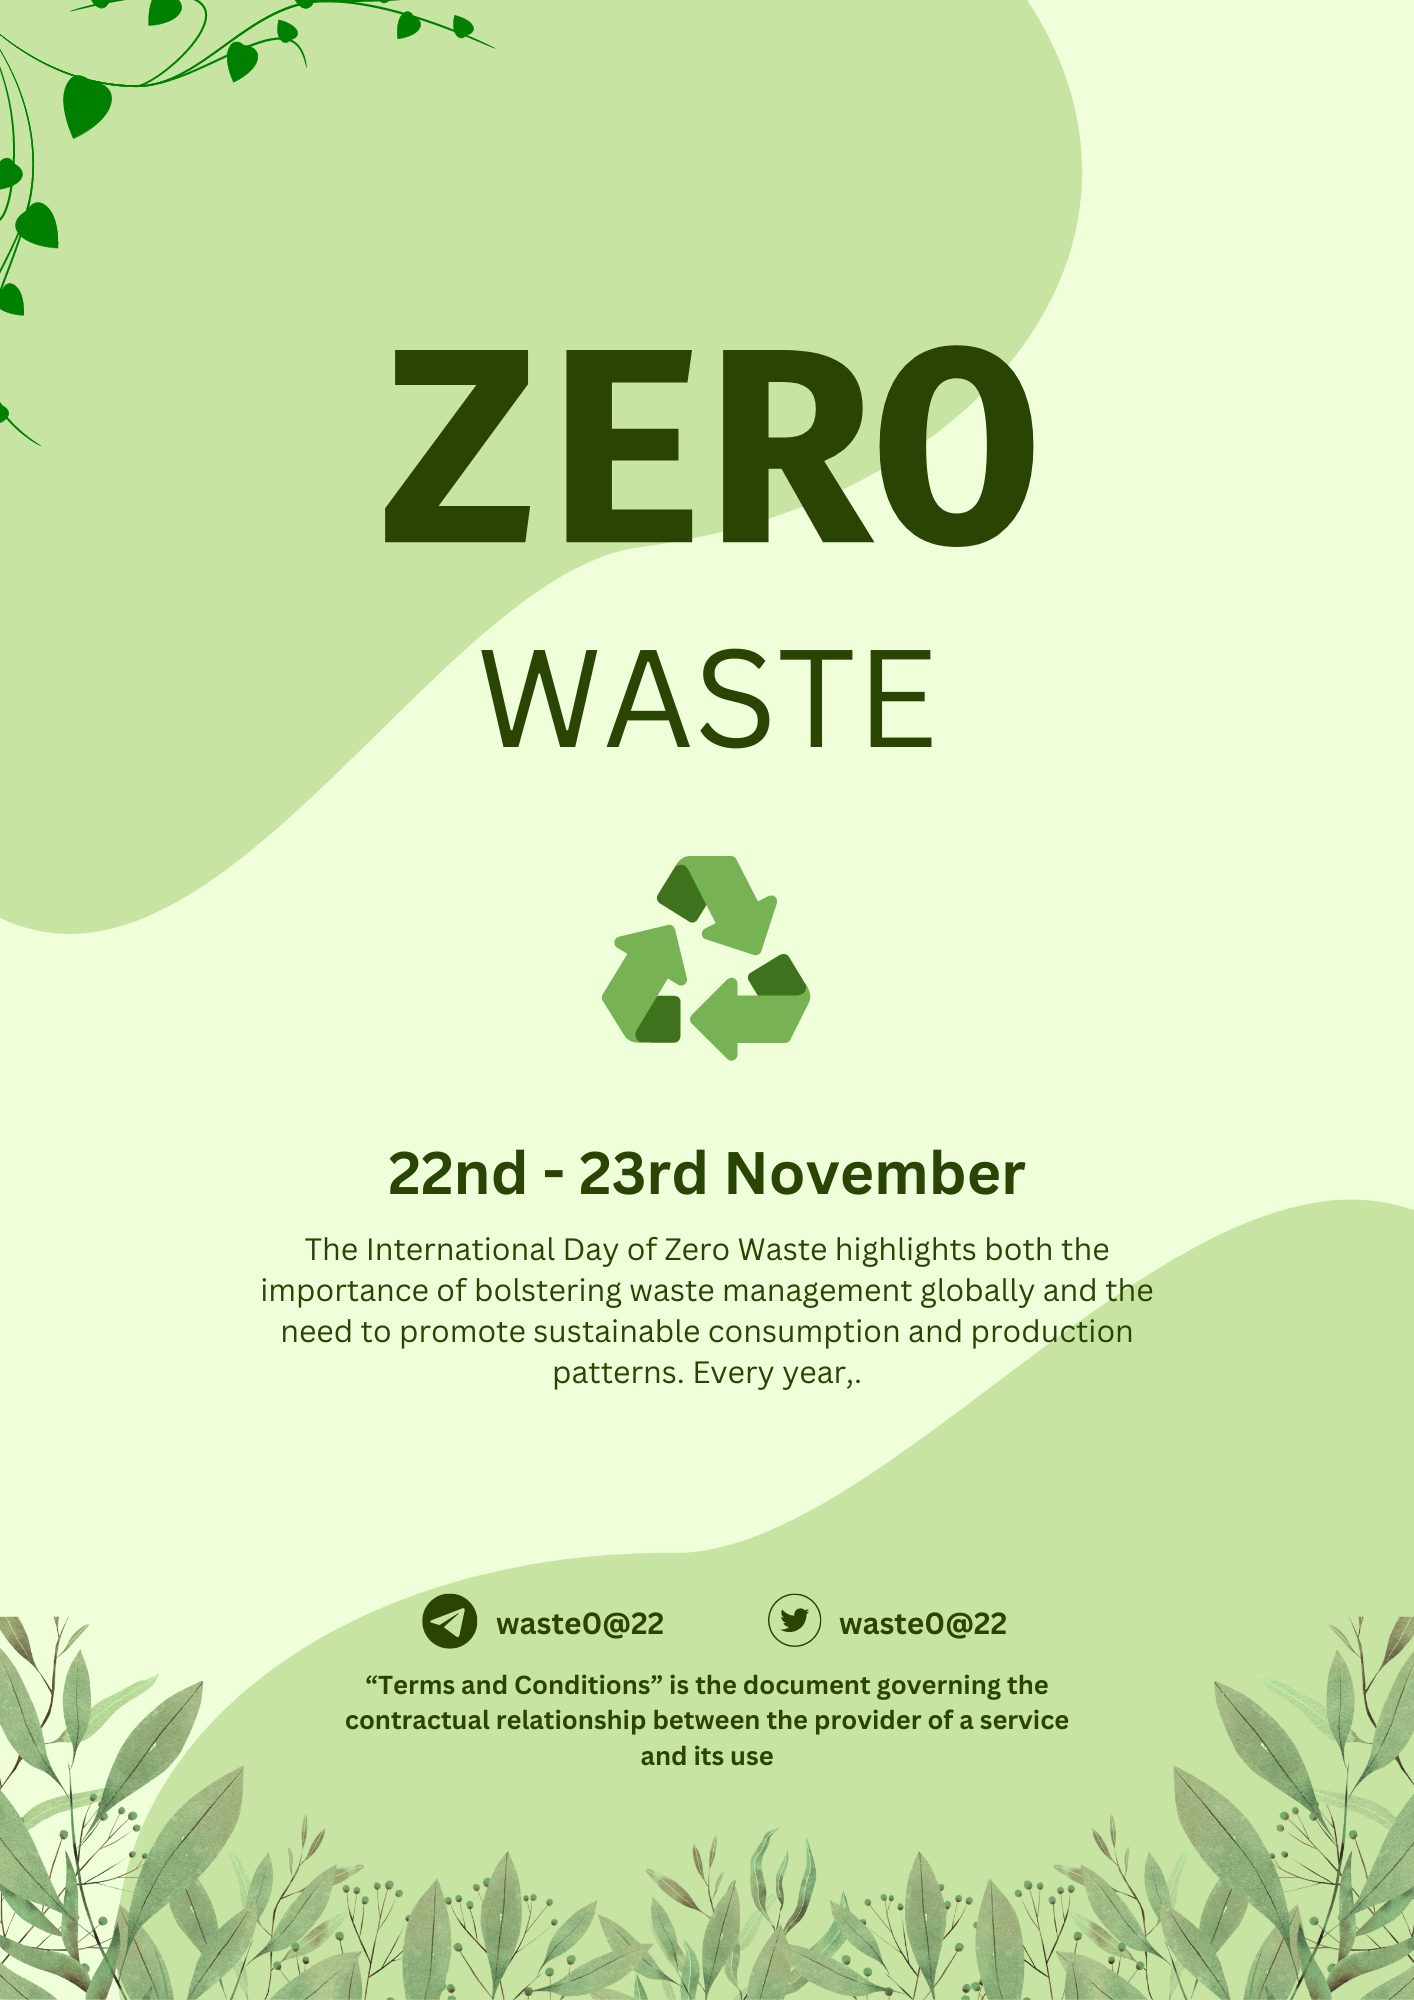 ZERO
WASTE
22nd - 23rd November
The International Day of Zero Waste highlights both the
importance of bolstering waste management globally and the
need to promote sustainable consumption and production
patterns. Every year,.
waste0@22 waste0@22
“Terms and Conditions” is the document governing the
contractual relationship between the provider of a service
and its use